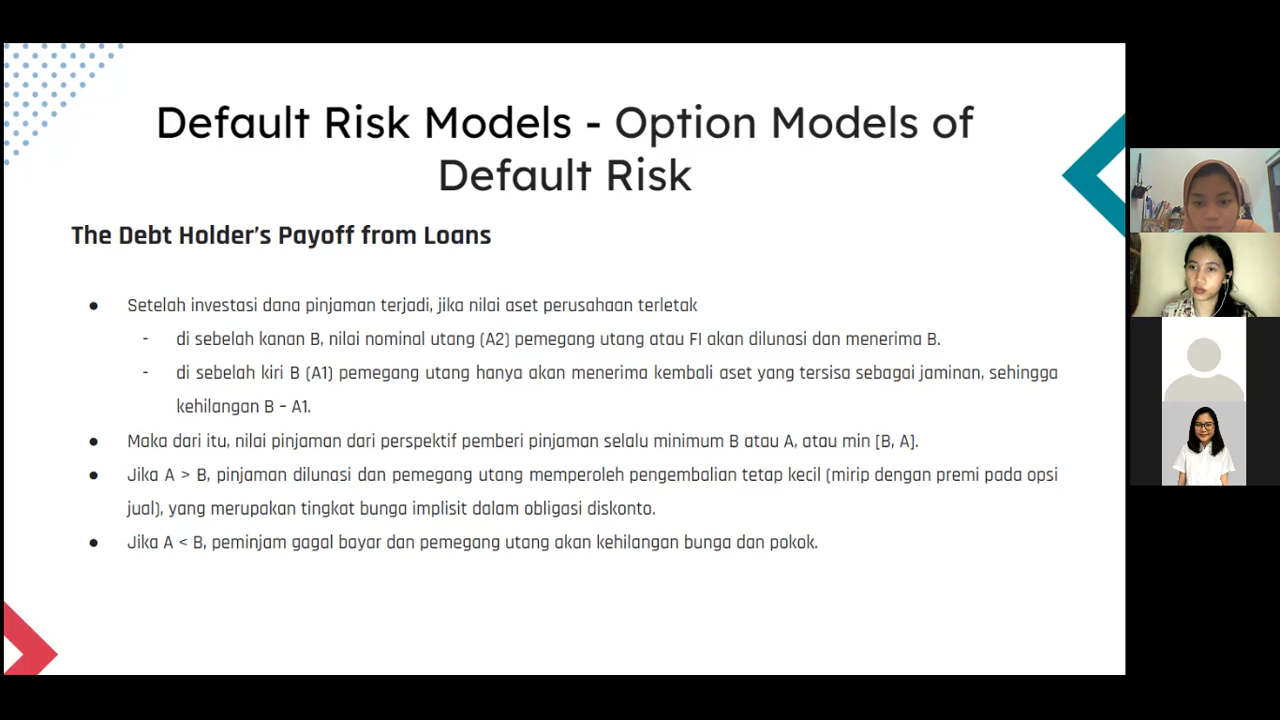 Default Risk Models - Option Models of
Default Risk
The Debt Holder's Payoff from Loans
● Setelah investasi dana pinjaman terjadi, jika nilai aset perusahaan terletak
- di sebelah kanan B, nilai nominal utang (A2) pemegang utang atau FI akan dilunasi dan menerima B.
- di sebelah kiri B (A1) pemegang utang hanya akan menerima kembali aset yang tersisa sebagai jaminan, sehingga
kehilangan B – A1.
● Maka dari itu, nilai pinjaman dari perspektif pemberi pinjaman selalu minimum B atau A, atau min [B, A].
● Jika A > B, pinjaman dilunasi dan pemegang utang memperoleh pengembalian tetap kecil (mirip dengan premi pada opsi
jual), yang merupakan tingkat bunga implisit dalam obligasi diskonto.
● Jika A < B, peminjam gagal bayar dan pemegang utang akan kehilangan bunga dan pokok.